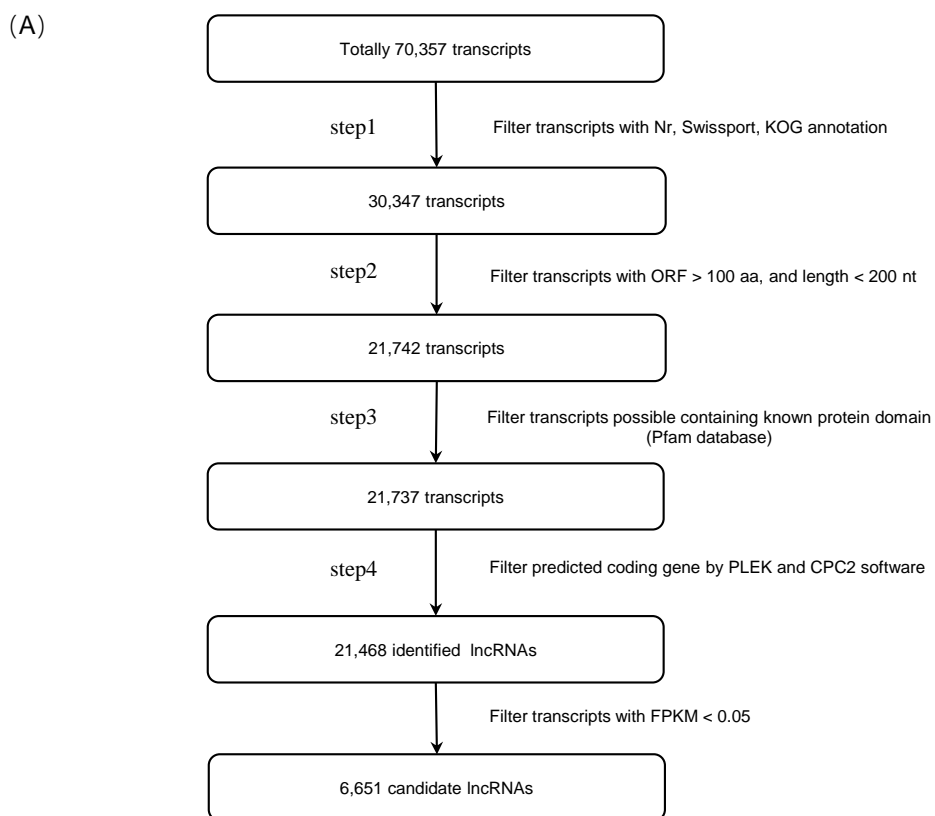 (A)
Totally 70,357 transcripts
step1
Filter transcripts with Nr, Swissport, KOG annotation
30,347 transcripts
step2
Filter transcripts with ORF > 100 aa, and length < 200 nt
21,742 transcripts
step3
Filter transcripts possible containing known protein domain
(Pfam database)
21,737 transcripts
step4
Filter predicted coding gene by PLEK and CPC2 software
21,468 identified lncRNAs
Filter transcripts with FPKM < 0.05
6,651 candidate lncRNAs